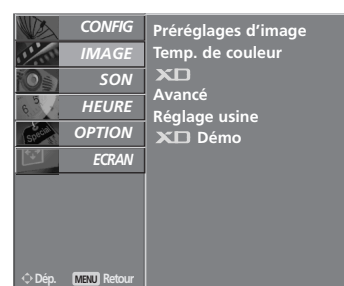 CONFIG
IMAGE
SON
HEURE
OPTION
ECRAN
Préréglages d'image
Temp. de couleur
XD
Avancé
Réglage usine
XD Démo
Dép. MENU Retour